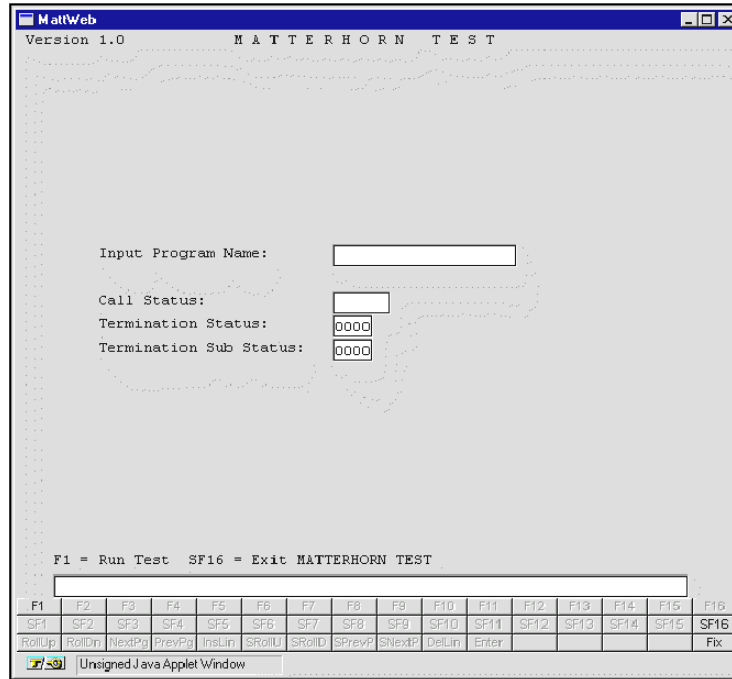 MattWeb
Version 1.0 M A T T E R H O R N T E S T
Input Program Name:
Call Status:
Termination Status: 0000
Termination Sub Status: 0000
F1 = Run Test SF16 = Exit MATTERHORN TEST
F1 F2 F3 F4 F5 F6 F7 F8 F9 F10 F11 F12 F13 F14 F15 F16
SF1 SF2 SF3 SF4 SF5 SF6 SF7 SF8 SF9 SF10 SF11 SF12 SF13 SF14 SF15 SF16
RollUp RollDn NextPg PrevPg InsLin SRollU SRollD SPrevP SNextP DelLin Enter Fix
Unsigned Java Applet Window